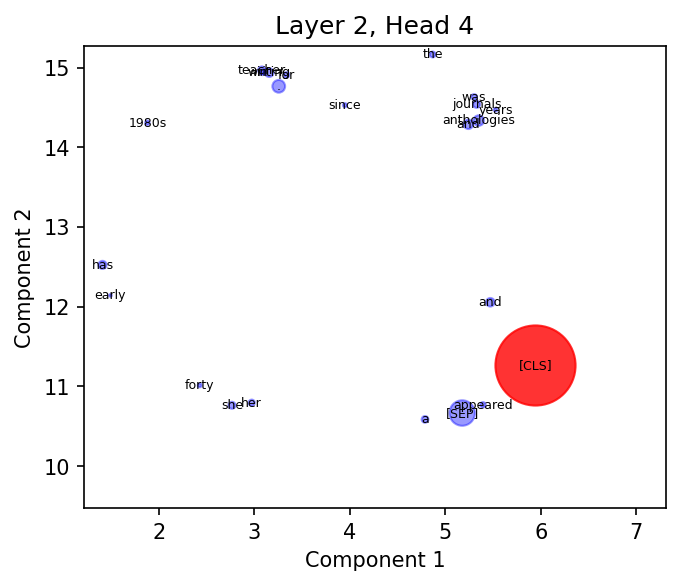 Layer 2, Head 4
Component 2
15
14
13
12
11
10
the
teacher
for
.
since
1980s
was
journals
years
anthologies
and
has
early
and
[CLS]
forty
she
her
appeared
[SEP]
a
2
3
4
5
6
7
Component 1